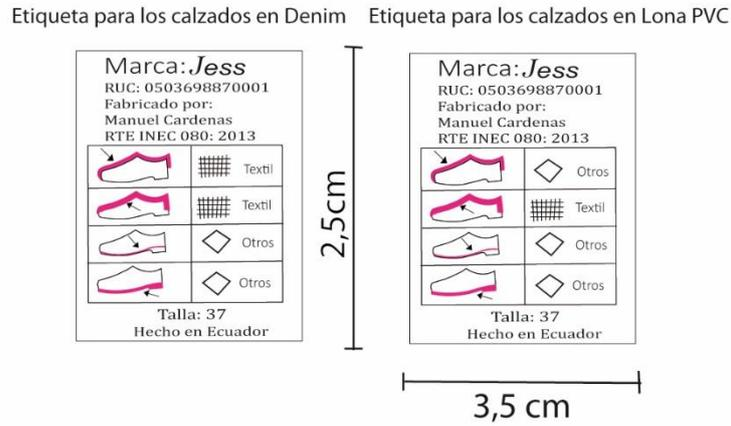 Etiqueta para los calzados en Denim
Marca: Jess
RUC: 0503698870001
Fabricado por:
Manuel Cardenas
RTE INEC 080: 2013
Textil
Textil
Otros
Otros
Talla: 37
Hecho en Ecuador
2,5cm
Etiqueta para los calzados en Lona PVC
Marca: Jess
RUC: 0503698870001
Fabricado por:
Manuel Cardenas
RTE INEC 080: 2013
Otros
Textil
Otros
Otros
Talla: 37
Hecho en Ecuador
3,5 cm